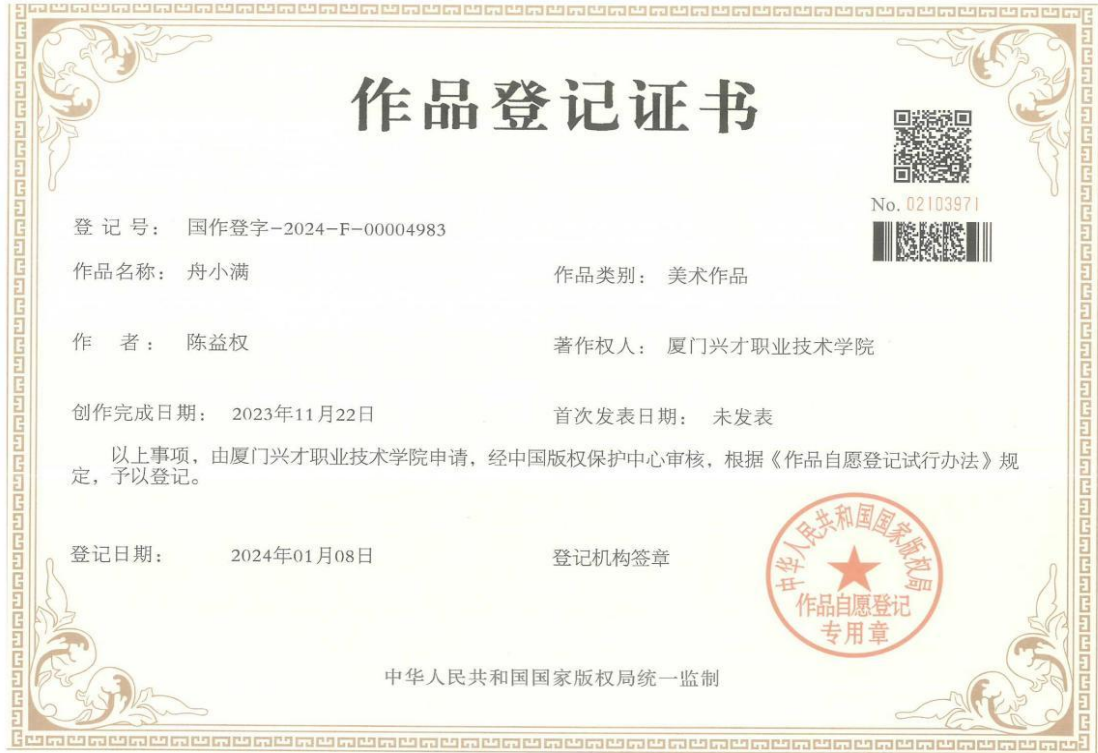 作品登记证书
No. 02103971
登 记 号： 国作登字-2024-F-00004983
作品名称： 舟小满
作品类别： 美术作品
作 者： 陈益权
著作权人： 厦门兴才职业技术学院
创作完成日期： 2023年11月22日
首次发表日期： 未发表
以上事项，由厦门兴才职业技术学院申请，经中国版权保护中心审核，根据《作品自愿登记试行办法》规
定，予以登记。
登记日期： 2024年01月08日
登记机构签章
中华人民共和国国家版权局
作品自愿登记
专用章
中华人民共和国国家版权局统一监制